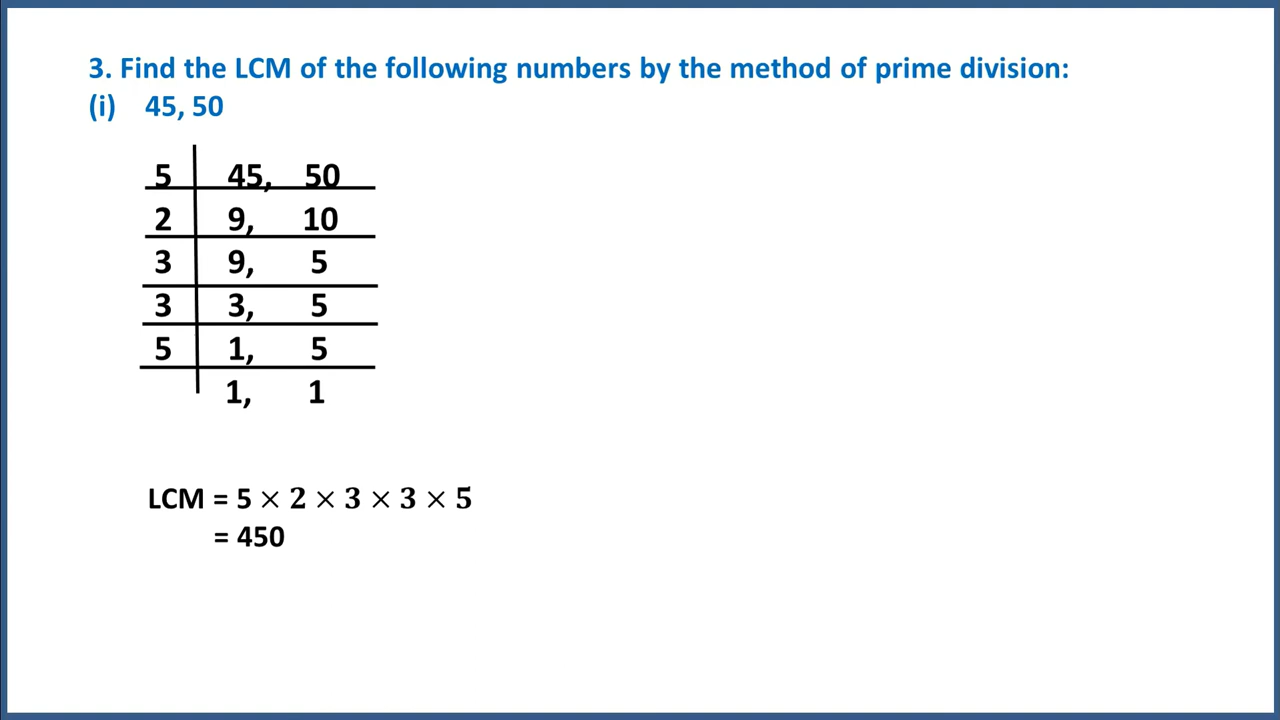 3. Find the LCM of the following numbers by the method of prime division:
(i) 45, 50
5 45, 50
2 9, 10
3 9, 5
3 3, 5
5 1, 5
1, 1
LCM = 5 × 2 × 3 × 3 × 5
= 450